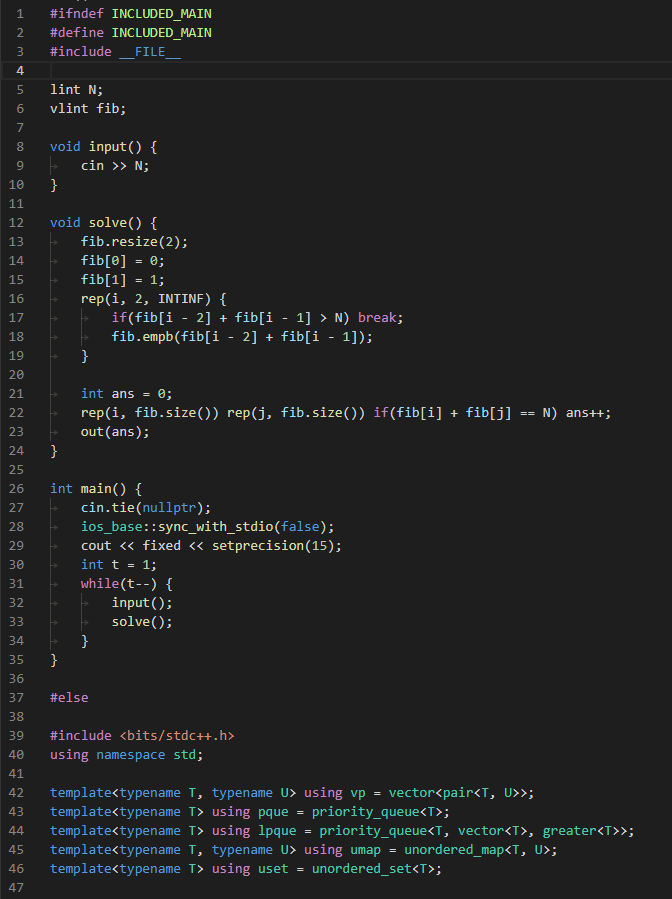 1 #ifndef INCLUDED_MAIN
2 #define INCLUDED_MAIN
3 #include __FILE__
4
5 lint N;
6 vlint fib;
7
8 void input() {
9 cin >> N;
10 }
11
12 void solve() {
13 fib.resize(2);
14 fib[0] = 0;
15 fib[1] = 1;
16 rep(i, 2, INTINF) {
17 if(fib[i - 2] + fib[i - 1] > N) break;
18 fib.empb(fib[i - 2] + fib[i - 1]);
19 }
20
21 int ans = 0;
22 rep(i, fib.size()) rep(j, fib.size()) if(fib[i] + fib[j] == N) ans++;
23 out(ans);
24 }
25
26 int main() {
27 cin.tie(nullptr);
28 ios_base::sync_with_stdio(false);
29 cout << fixed << setprecision(15);
30 int t = 1;
31 while(t--) {
32 input();
33 solve();
34 }
35 }
36
37 #else
38
39 #include <bits/stdc++.h>
40 using namespace std;
41
42 template<typename T, typename U> using vp = vector<pair<T, U>>;
43 template<typename T> using pque = priority_queue<T>;
44 template<typename T> using lpque = priority_queue<T, vector<T>, greater<T>>;
45 template<typename T, typename U> using umap = unordered_map<T, U>;
46 template<typename T> using uset = unordered_set<T>;
47